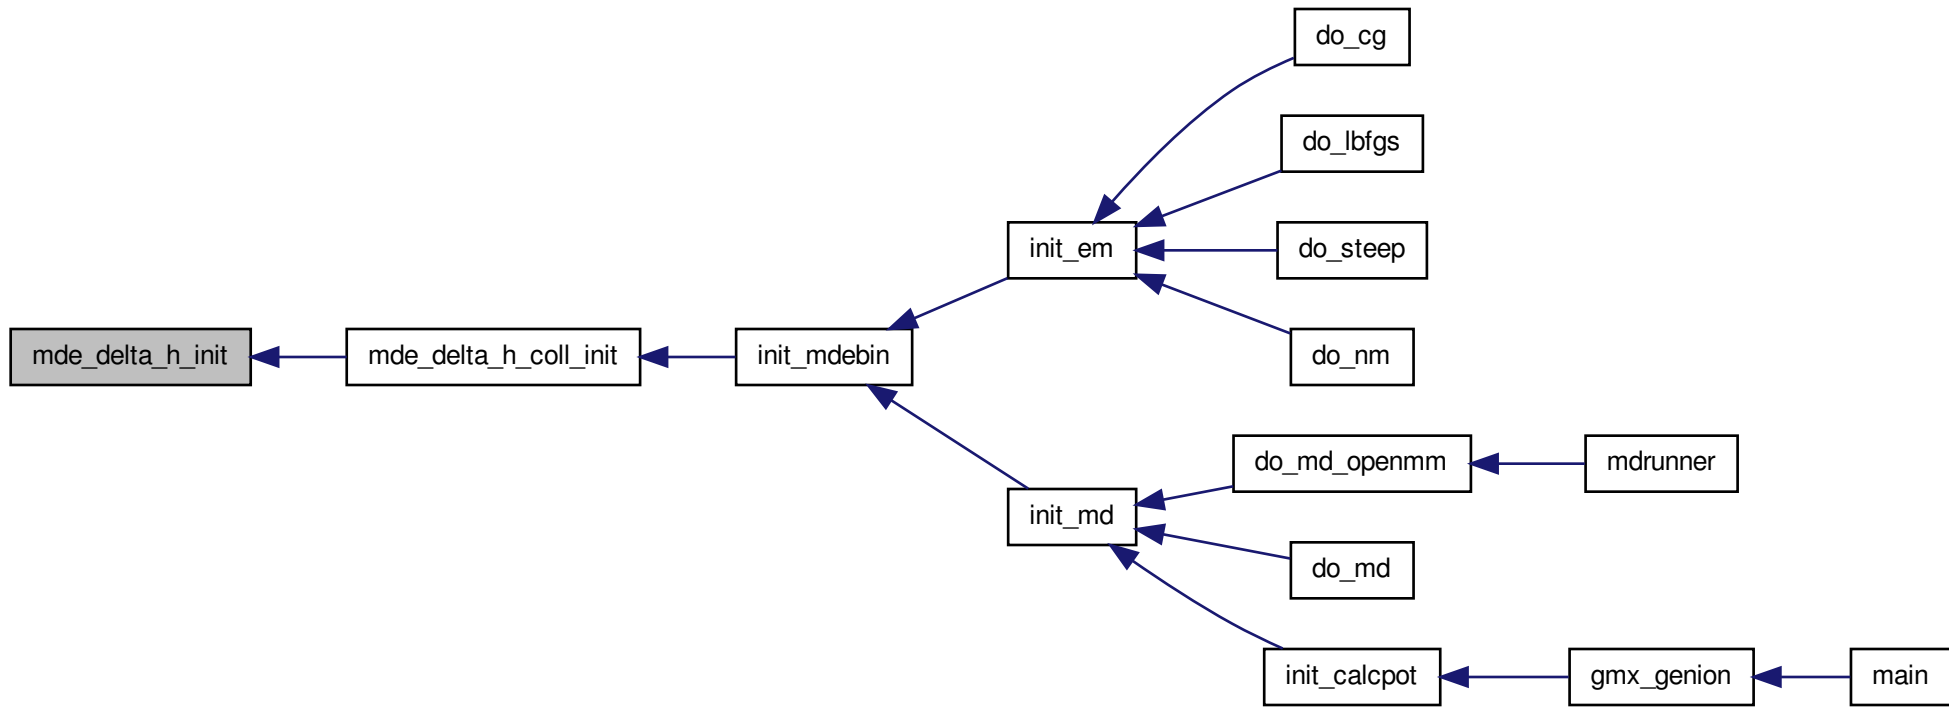 do_cg
do_lbfgs
init_em
do_steep
mde_delta_h_init
mde_delta_h_coll_init
init_mdebin
do_nm
do_md_openmm
mdrunner
init_md
do_md
init_calcpot
gmx_genion
main